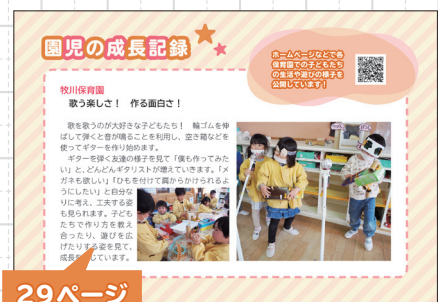 園児の成長記録
ホームページなどで各
保育園での子どもたち
の生活や遊びの様子を
公開しています！
牧川保育園
歌う楽しさ！　作る面白さ！
歌を歌うのが大好きな子どもたち！　輪ゴムを伸
ばして弾くと音が鳴ることを利用し、空き箱などを
使ってギターを作り始めます。
ギターを弾く友達の様子を見て「僕も作ってみた
い」と、どんどんギタリストが増えていきます。「メ
ガネも欲しい」「ひもを付けて肩からかけられるよ
うにしたい」と自分な
りに考え、工夫する姿
も見られます。子ども
たちで作り方を教え
合ったり、遊びを広
げたりする姿を見て、
成長を
じています。
29ページ